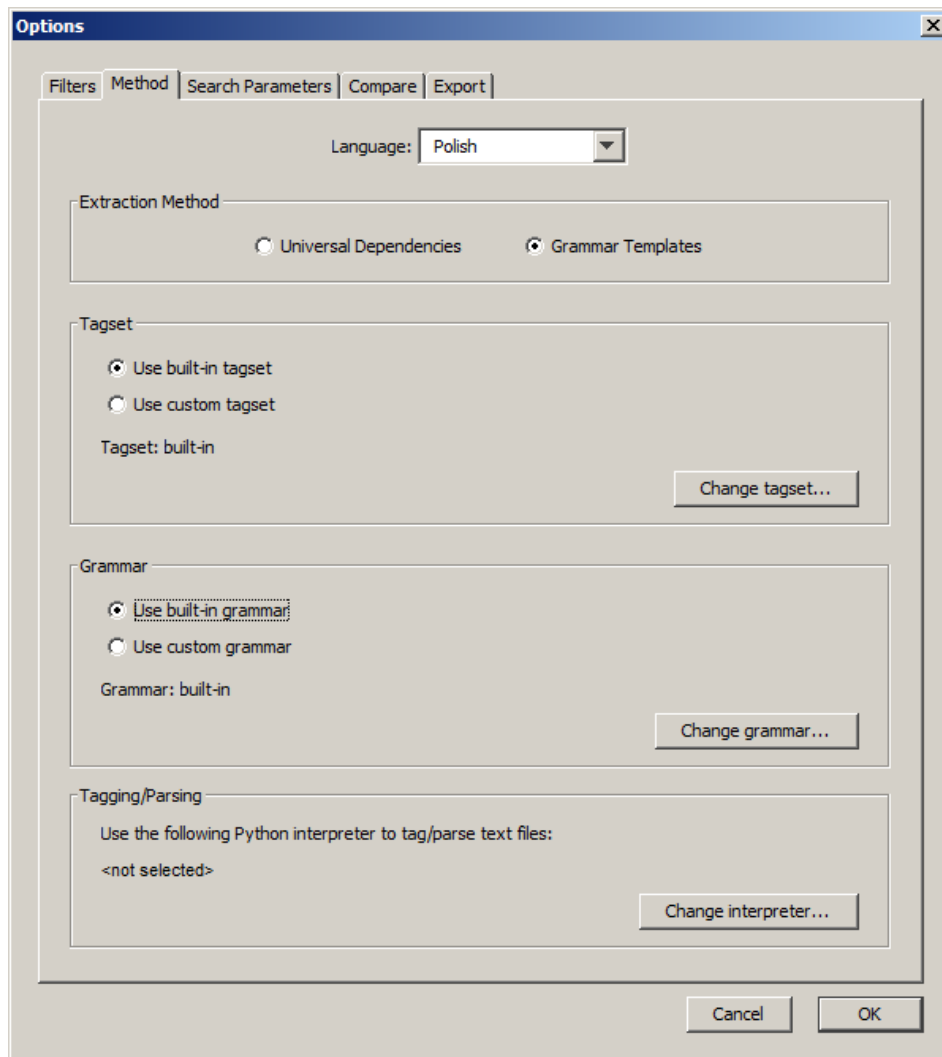 Options
Filters Method Search Parameters Compare Export
Language: Polish
Extraction Method
Universal Dependencies Grammar Templates
Tagset
Use built-in tagset
Use custom tagset
Tagset: built-in
Change tagset...
Grammar
Use built-in grammar
Use custom grammar
Grammar: built-in
Change grammar...
Tagging/Parsing
Use the following Python interpreter to tag/parse text files:
<not selected>
Change interpreter...
Cancel OK